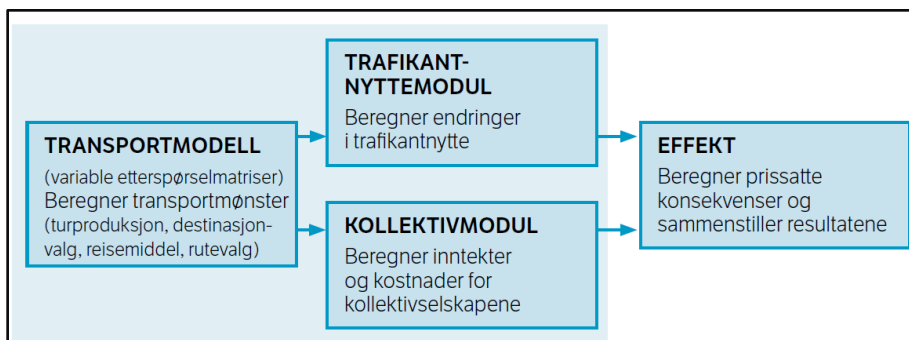 TRAFIKANT-
NYTTEMODUL
Beregner endringer
i trafikantnytte
TRANSPORTMODELL
(variable etterspørselmatriser)
Beregner transportmønster
(turproduksjon, destinasjon-
valg, reisemiddel, rutevalg)
EFFEKT
Beregner prissatte
konsekvenser og
sammenstiller resultatene
KOLLEKTIVMODUL
Beregner inntekter
og kostnader for
kollektivselskapene